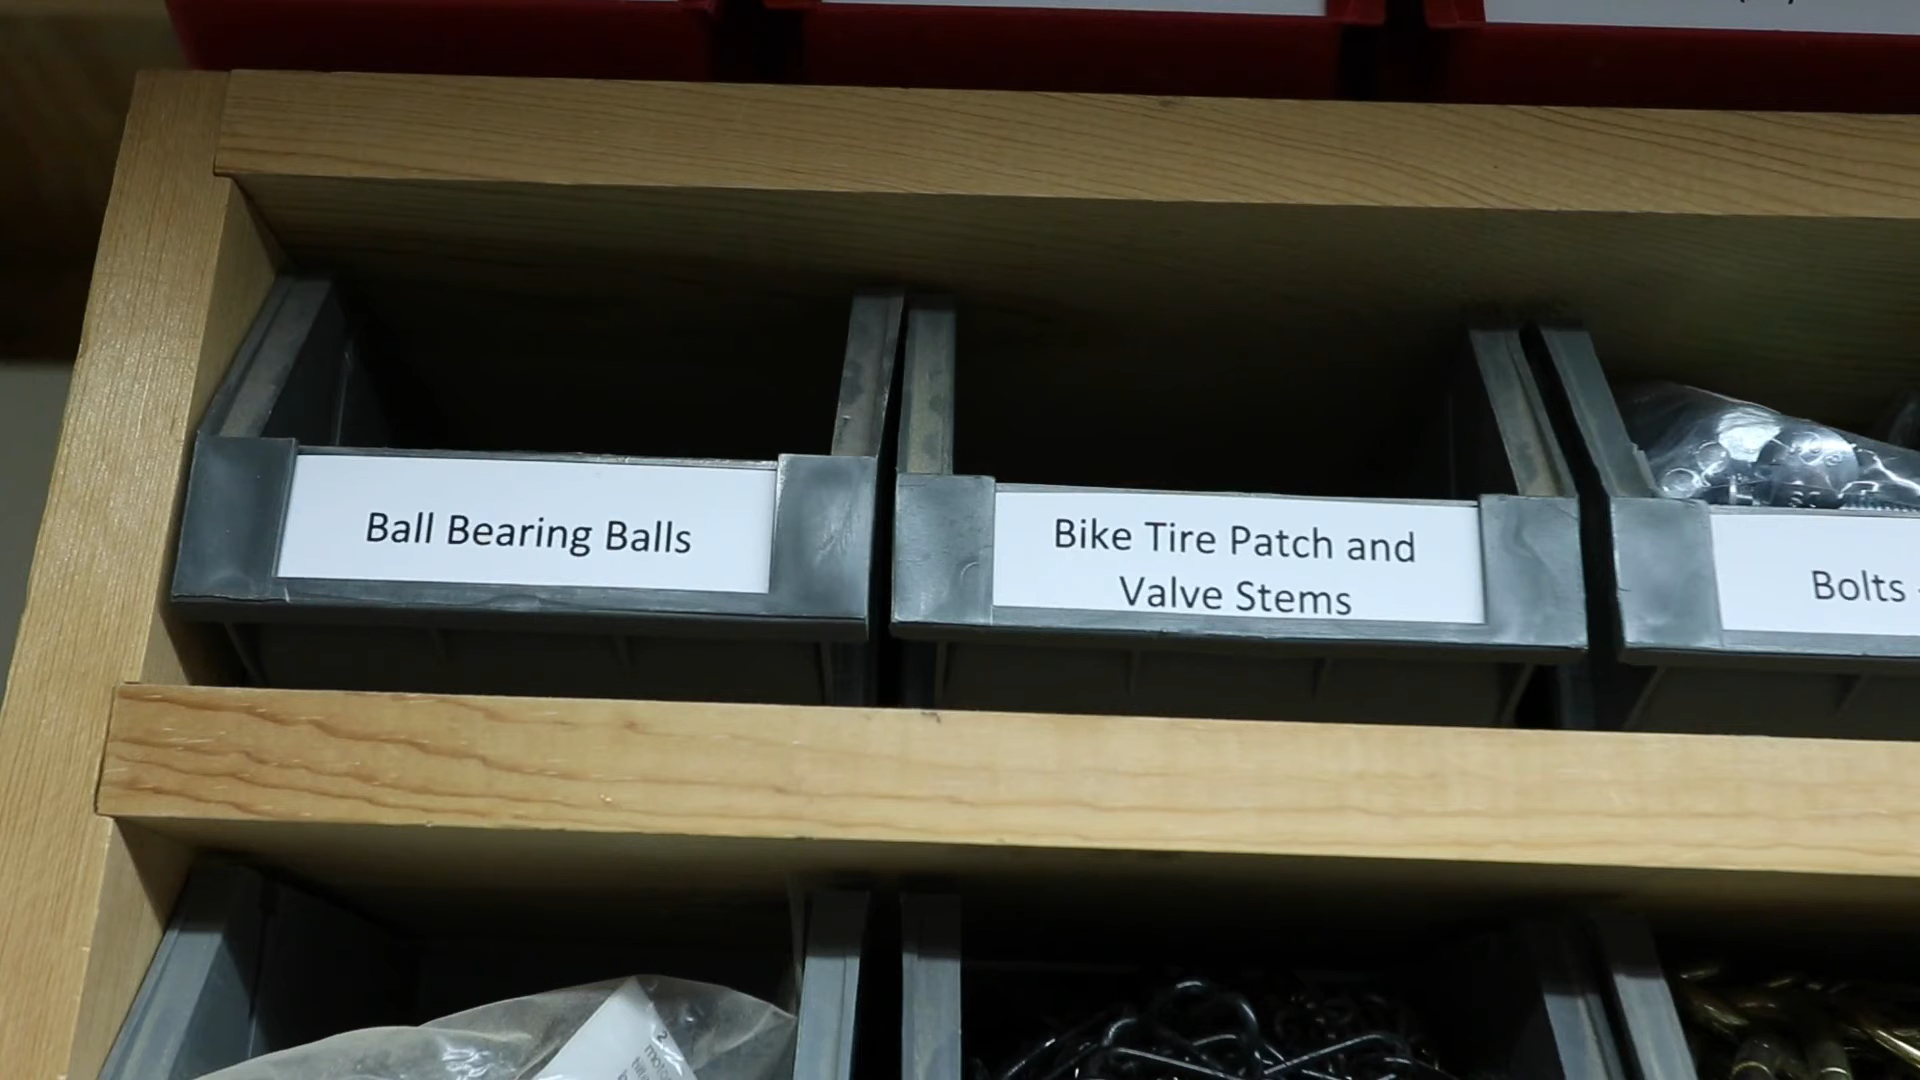 Ball Bearing Balls
Bike Tire Patch and
Valve Stems
Bolts